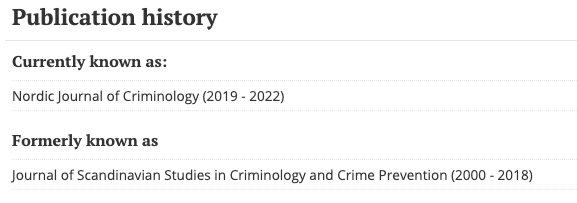 Publication history
Currently known as:
Nordic Journal of Criminology (2019 - 2022)
Formerly known as
Journal of Scandinavian Studies in Criminology and Crime Prevention (2000 - 2018)